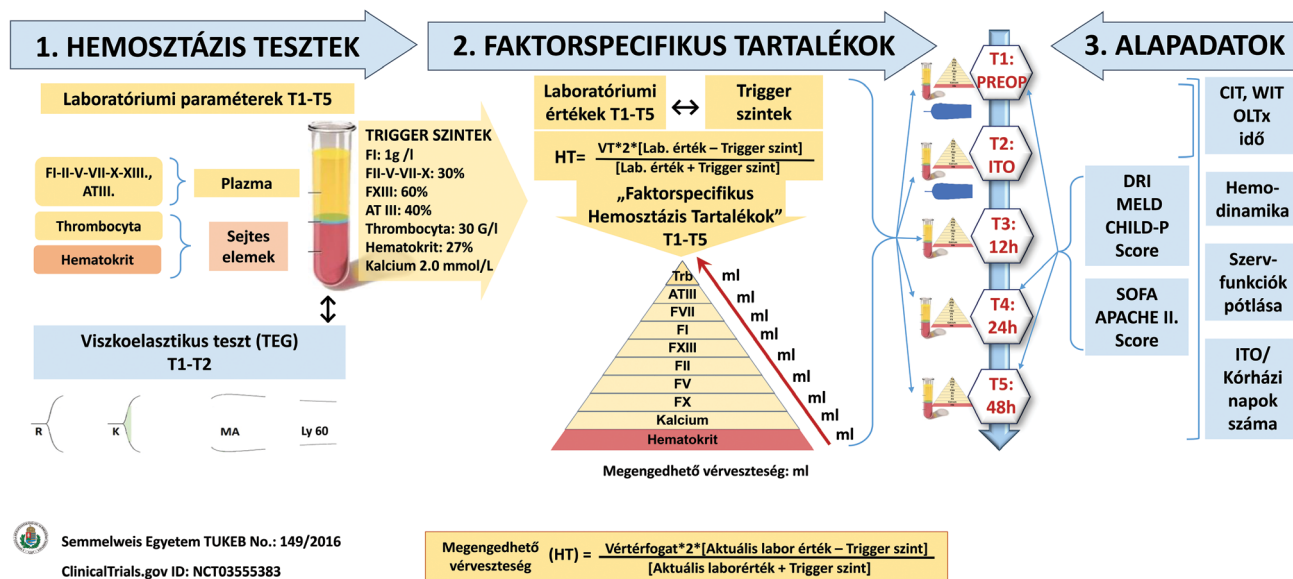 1. HEMOSZTÁZIS TESZTEK
Laboratóriumi paraméterek T1-T5
FI-II-V-VII-X-XIII.,
ATIII.
Plazma
Thrombocyta
Hematokrit
Sejtes
elemek
TRIGGER SZINTEK
FI: 1g /l
FII-V-VII-X: 30%
FXIII: 60%
AT III: 40%
Thrombocyta: 30 G/l
Hematokrit: 27%
Kalcium 2.0 mmol/L
Viszkoelasztikus teszt (TEG)
T1-T2
R
K
MA
Ly 60
2. FAKTORSPECIFIKUS TARTALÉKOK
Laboratóriumi
értékek T1-T5
Trigger
szintek
HT= VT*2*[Lab. érték – Trigger szint]
[Lab. érték + Trigger szint]
„Faktorspecifikus
Hemosztázis Tartalékok”
T1-T5
Trb
ATIII
FVII
FI
FXIII
FII
FV
FX
Kalcium
Hematokrit
ml
ml
ml
ml
ml
ml
ml
ml
ml
ml
Megengedhető vérveszteség: ml
T1:
PREOP
T2:
ITO
T3:
12h
T4:
24h
T5:
48h
3. ALAPADATOK
CIT, WIT
OLTx
idő
DRI
MELD
CHILD-P
Score
SOFA
APACHE II.
Score
Hemo-
dinamika
Szerv-
funkciók
pótlása
ITO/
Kórházi
napok
száma
Semmelweis Egyetem TUKEB No.: 149/2016
ClinicalTrials.gov ID: NCT03555383
Megengedhető
vérveszteség
(HT) = Vértérfogat*2*[Aktuális labor érték – Trigger szint]
[Aktuális laborérték + Trigger szint]